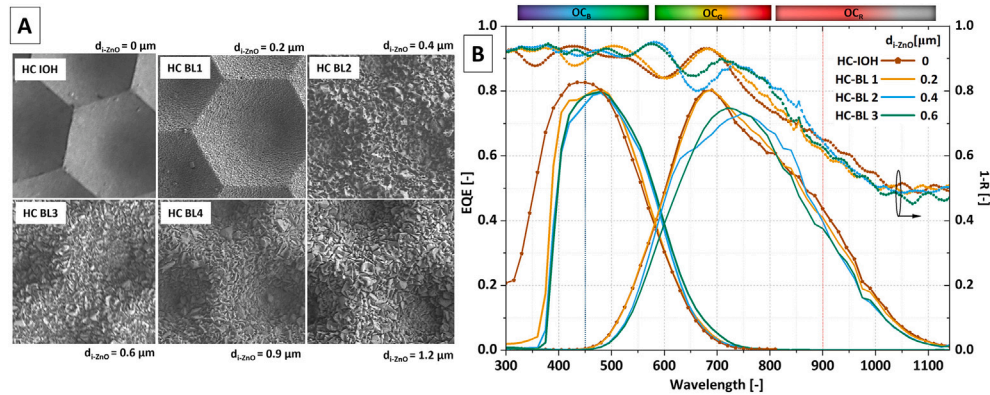 A
d_i-ZnO = 0 μm
d_i-ZnO = 0.2 μm
d_i-ZnO = 0.4 μm
HC IOH
HC BL1
HC BL2
HC BL3
HC BL4
d_i-ZnO = 0.6 μm
d_i-ZnO = 0.9 μm
d_i-ZnO = 1.2 μm
OC_B
OC_G
OC_R
B
d_i-ZnO[μm]
HC-IOH 0
HC-BL 1 0.2
HC-BL 2 0.4
HC-BL 3 0.6
1.0
0.8
0.6
0.4
0.2
0.0
EQE [-]
1.0
0.8
0.6
0.4
0.2
0.0
1-R [-]
300 400 500 600 700 800 900 1000 1100
Wavelength [-]